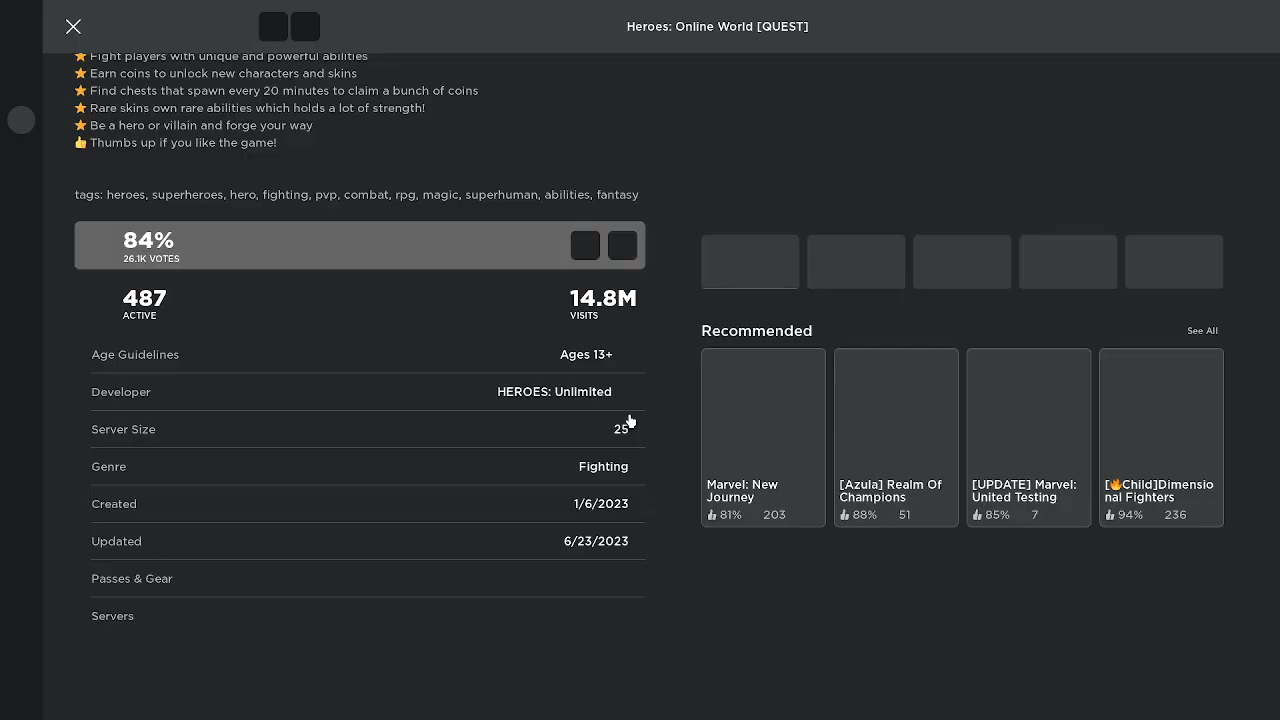 Heroes: Online World [QUEST]
⭐ Fight players with unique and powerful abilities
⭐ Earn coins to unlock new characters and skins
⭐ Find chests that spawn every 20 minutes to claim a bunch of coins
⭐ Rare skins own rare abilities which holds a lot of strength!
⭐ Be a hero or villain and forge your way
👍 Thumbs up if you like the game!
tags: heroes, superheroes, hero, fighting, pvp, combat, rpg, magic, superhuman, abilities, fantasy
84%
26.1K VOTES
487
ACTIVE
14.8M
VISITS
Age Guidelines Ages 13+
Developer HEROES: Unlimited
Server Size 25
Genre Fighting
Created 1/6/2023
Updated 6/23/2023
Passes & Gear
Servers
Recommended See All
Marvel: New
Journey
81% 203
[Azula] Realm Of
Champions
88% 51
[UPDATE] Marvel:
United Testing
85% 7
[🔥Child]Dimensio
nal Fighters
94% 236